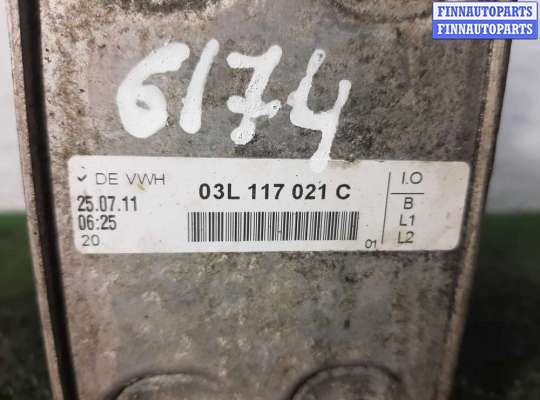 FINNAUTOPARTS
FINNAUTOPARTS
6174
DE VWH
25.07.11
06:25
20
03L 117 021 C
01
I.O
B
L1
L2